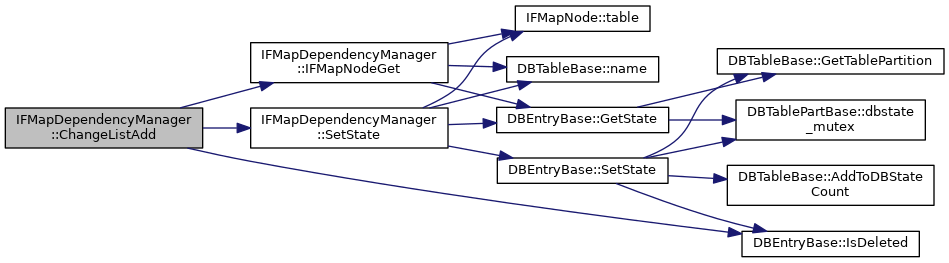 IFMapDependencyManager
::ChangeListAdd
IFMapDependencyManager
::IFMapNodeGet
IFMapDependencyManager
::SetState
IFMapNode::table
DBTableBase::name
DBEntryBase::GetState
DBEntryBase::SetState
DBTableBase::GetTablePartition
DBTablePartBase::dbstate
_mutex
DBTableBase::AddToDBState
Count
DBEntryBase::IsDeleted